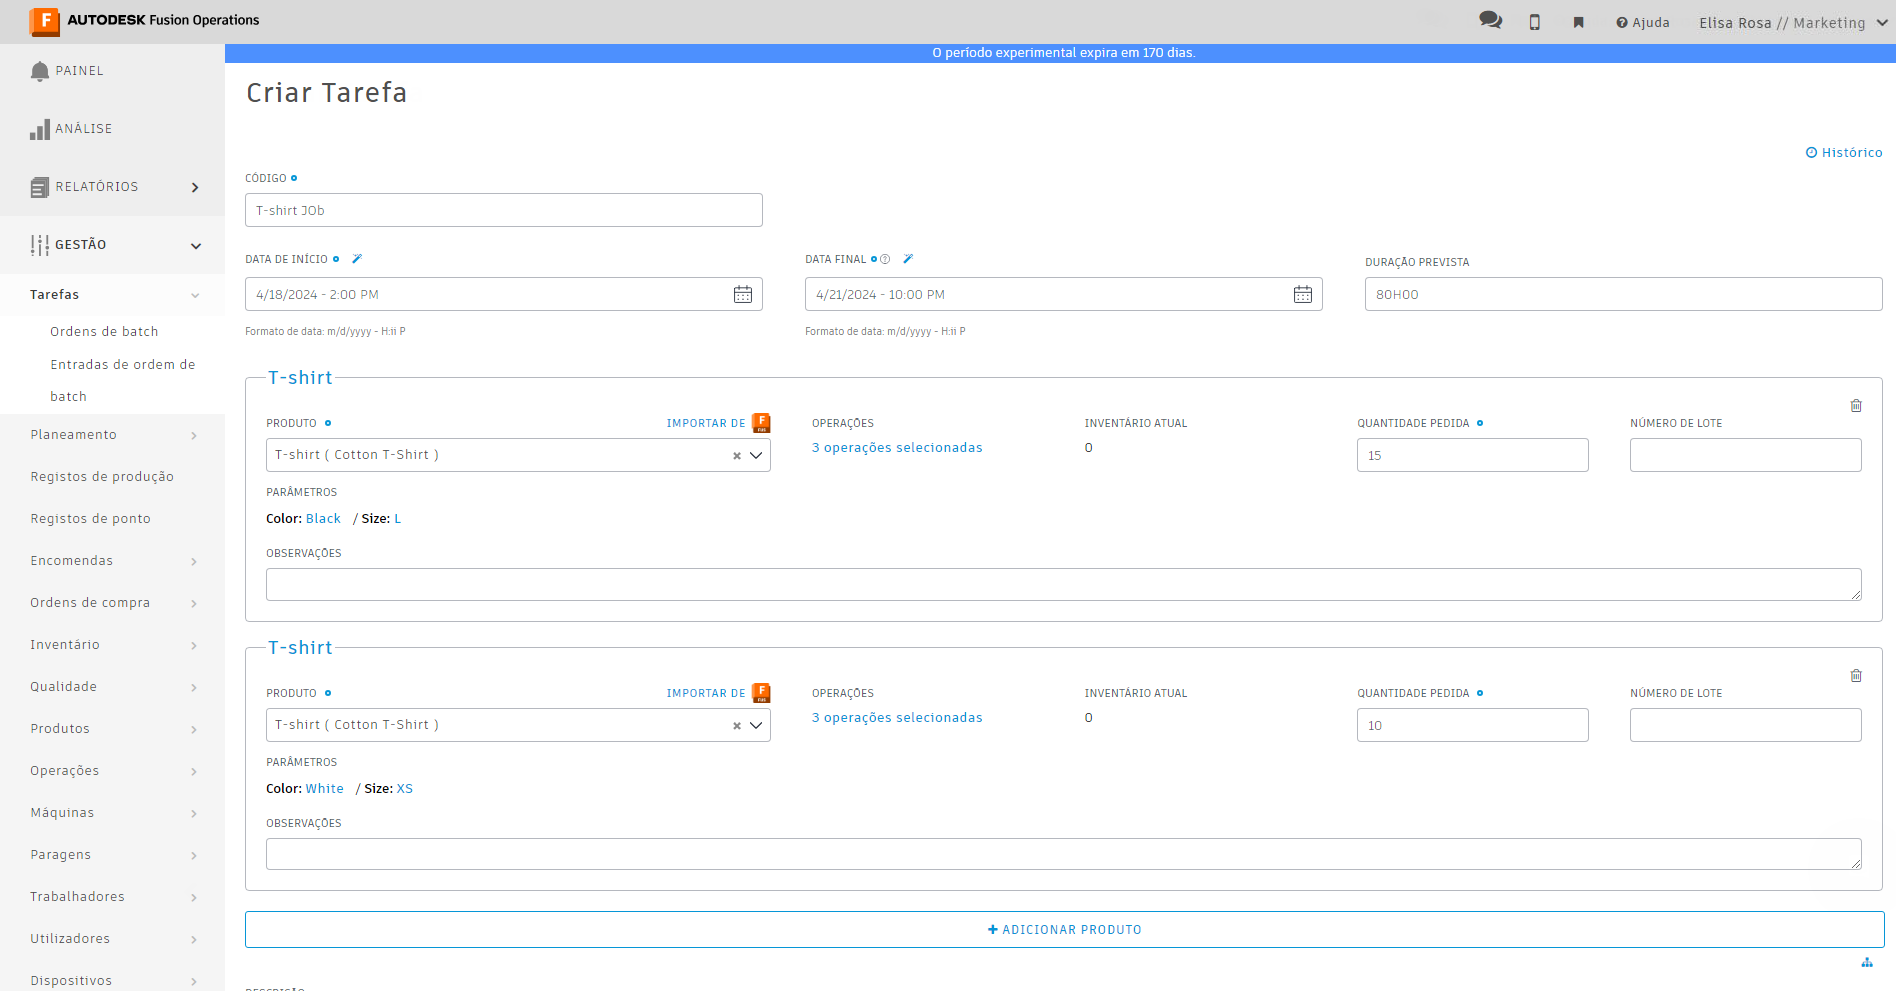 AUTODESK Fusion Operations
Ajuda
Elisa Rosa // Marketing
O período experimental expira em 170 dias.
PAINEL
ANÁLISE
RELATÓRIOS
GESTÃO
Tarefas
Ordens de batch
Entradas de ordem de
batch
Planeamento
Registos de produção
Registos de ponto
Encomendas
Ordens de compra
Inventário
Qualidade
Produtos
Operações
Máquinas
Paragens
Trabalhadores
Utilizadores
Dispositivos
Criar Tarefa
Histórico
CÓDIGO
T-shirt JOb
DATA DE INÍCIO
4/18/2024 - 2:00 PM
Formato de data: m/d/yyyy - H:ii P
DATA FINAL
4/21/2024 - 10:00 PM
Formato de data: m/d/yyyy - H:ii P
DURAÇÃO PREVISTA
80H00
T-shirt
PRODUTO
IMPORTAR DE
T-shirt ( Cotton T-Shirt )
OPERAÇÕES
3 operações selecionadas
INVENTÁRIO ATUAL
0
QUANTIDADE PEDIDA
15
NÚMERO DE LOTE
PARÂMETROS
Color: Black / Size: L
OBSERVAÇÕES
T-shirt
PRODUTO
IMPORTAR DE
T-shirt ( Cotton T-Shirt )
OPERAÇÕES
3 operações selecionadas
INVENTÁRIO ATUAL
0
QUANTIDADE PEDIDA
10
NÚMERO DE LOTE
PARÂMETROS
Color: White / Size: XS
OBSERVAÇÕES
+ ADICIONAR PRODUTO
DESCRIÇÃO